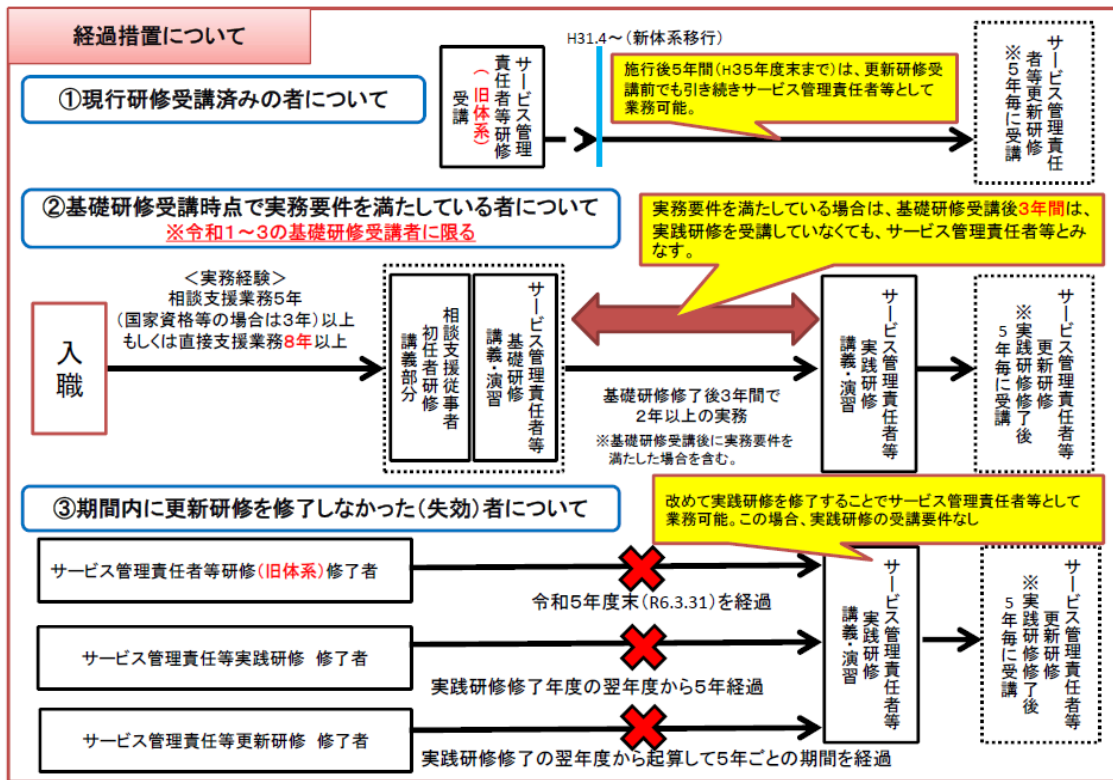 経過措置について
H31.4～(新体系移行)
①現行研修受講済みの者について
サービス管理
責任者等研修
(旧体系)
受講
施行後5年間(H35年度末まで)は、更新研修受
講前でも引き続きサービス管理責任者等として
業務可能。
サービス管理責任
者等更新研修
※5年毎に受講
②基礎研修受講時点で実務要件を満たしている者について
※令和1～3の基礎研修受講者に限る
実務要件を満たしている場合は、基礎研修受講後3年間は、
実践研修を受講していなくても、サービス管理責任者等とみ
なす。
入職
＜実務経験＞
相談支援業務5年
(国家資格等の場合は3年)以上
もしくは直接支援業務8年以上
サービス管理責任者等
基礎研修
講義・演習
相談支援従事者
初任者研修
講義部分
基礎研修修了後3年間で
2年以上の実務
※基礎研修受講後に実務要件を
満たした場合を含む。
サービス管理責任者等
実践研修
講義・演習
サービス管理責任者等
更新研修
※実践研修修了後
5年毎に受講
③期間内に更新研修を修了しなかった(失効)者について
改めて実践研修を修了することでサービス管理責任者等として
業務可能。この場合、実践研修の受講要件なし
サービス管理責任者等研修(旧体系)修了者
令和5年度末(R6.3.31)を経過
サービス管理責任等実践研修 修了者
実践研修修了年度の翌年度から5年経過
サービス管理責任等更新研修 修了者
実践研修修了の翌年度から起算して5年ごとの期間を経過
サービス管理責任者等
実践研修
講義・演習
サービス管理責任者等
更新研修
※実践研修修了後
5年毎に受講